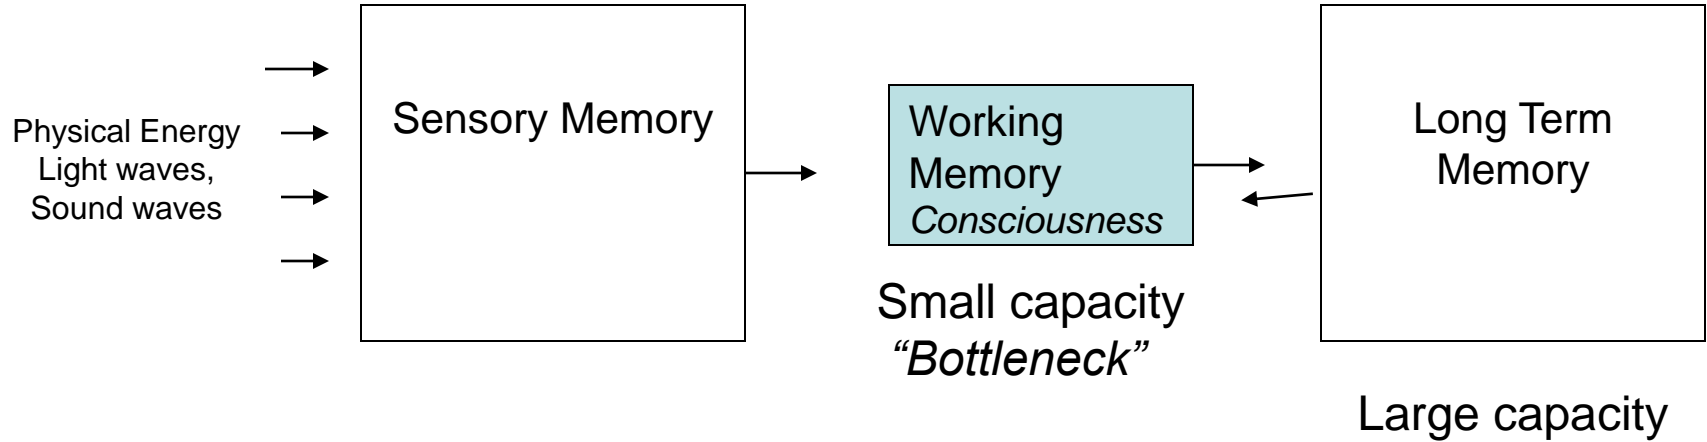 Physical Energy
Light waves,
Sound waves
Sensory Memory
Working
Memory
Consciousness
Small capacity
“Bottleneck”
Long Term
Memory
Large capacity